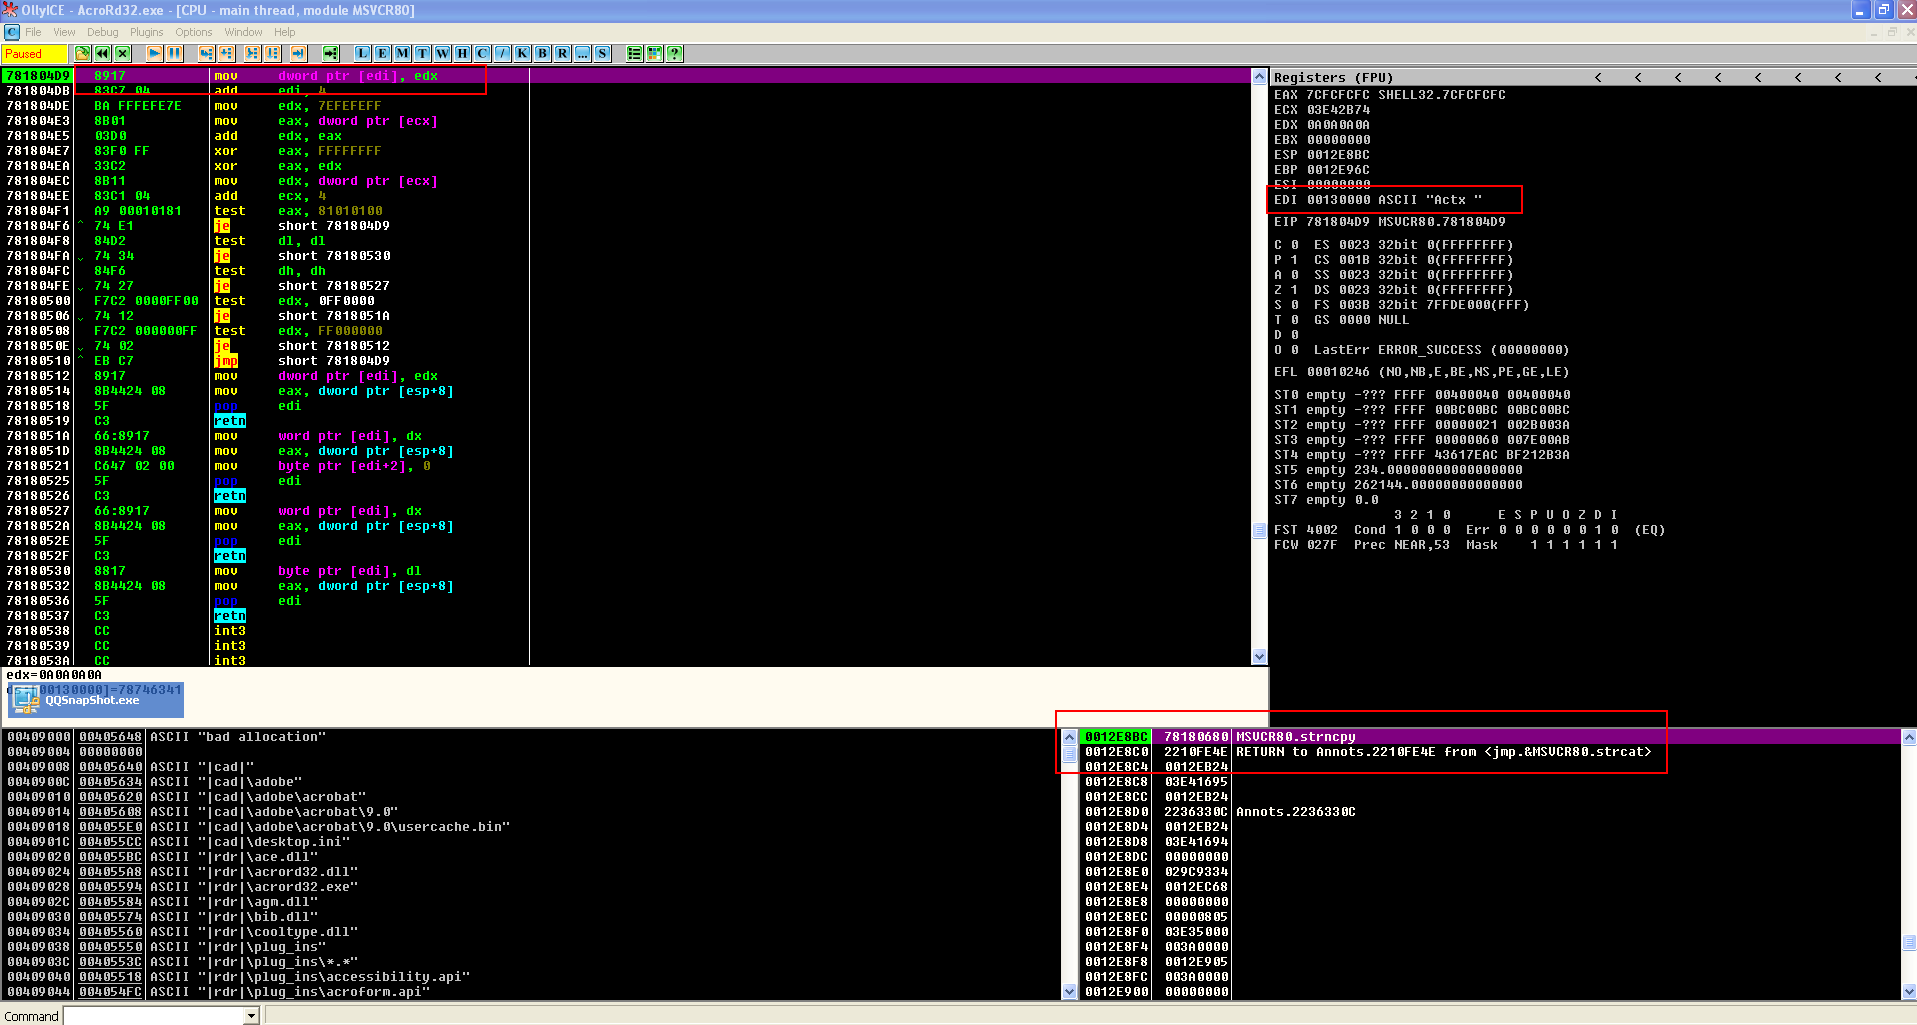 OllyICE - AcroRd32.exe - [CPU - main thread, module MSVCR80]
File View Debug Plugins Options Window Help
Paused L E M T W H C / K B R ... S ?
781804D9 8917 mov dword ptr [edi], edx
781804DB 83C7 04 add edi, 4
781804DE BA FFFEFE7E mov edx, 7EFEFEFF
781804E3 8B01 mov eax, dword ptr [ecx]
781804E5 03D0 add edx, eax
781804E7 83F0 FF xor eax, FFFFFFFF
781804EA 33C2 xor eax, edx
781804EC 8B11 mov edx, dword ptr [ecx]
781804EE 83C1 04 add ecx, 4
781804F1 A9 00010181 test eax, 81010100
781804F6 ^ 74 E1 je short 781804D9
781804F8 84D2 test dl, dl
781804FA 74 34 je short 78180530
781804FC 84F6 test dh, dh
781804FE 74 27 je short 78180527
78180500 F7C2 0000FF00 test edx, 0FF0000
78180506 74 12 je short 7818051A
78180508 F7C2 000000FF test edx, FF000000
7818050E 74 02 je short 78180512
78180510 ^ EB C7 jmp short 781804D9
78180512 8917 mov dword ptr [edi], edx
78180514 8B4424 08 mov eax, dword ptr [esp+8]
78180518 5F pop edi
78180519 C3 retn
7818051A 66:8917 mov word ptr [edi], dx
7818051D 8B4424 08 mov eax, dword ptr [esp+8]
78180521 C647 02 00 mov byte ptr [edi+2], 0
78180525 5F pop edi
78180526 C3 retn
78180527 66:8917 mov word ptr [edi], dx
7818052A 8B4424 08 mov eax, dword ptr [esp+8]
7818052E 5F pop edi
7818052F C3 retn
78180530 8817 mov byte ptr [edi], dl
78180532 8B4424 08 mov eax, dword ptr [esp+8]
78180536 5F pop edi
78180537 C3 retn
78180538 CC int3
78180539 CC int3
7818053A CC int3
Registers (FPU) < < < < < < < <
EAX 7CFCFCFC SHELL32.7CFCFCFC
ECX 03E42B74
EDX 0A0A0A0A
EBX 00000000
ESP 0012E8BC
EBP 0012E96C
ESI 00000000
EDI 00130000 ASCII "Actx "
EIP 781804D9 MSVCR80.781804D9
C 0 ES 0023 32bit 0(FFFFFFFF)
P 1 CS 001B 32bit 0(FFFFFFFF)
A 0 SS 0023 32bit 0(FFFFFFFF)
Z 1 DS 0023 32bit 0(FFFFFFFF)
S 0 FS 003B 32bit 7FFDE000(FFF)
T 0 GS 0000 NULL
D 0
O 0 LastErr ERROR_SUCCESS (00000000)
EFL 00010246 (NO,NB,E,BE,NS,PE,GE,LE)
ST0 empty -??? FFFF 00400040 00400040
ST1 empty -??? FFFF 00BC00BC 00BC00BC
ST2 empty -??? FFFF 00000021 002B003A
ST3 empty -??? FFFF 00000060 007E00AB
ST4 empty -??? FFFF 43617EAC BF212B3A
ST5 empty 234.00000000000000000
ST6 empty 262144.00000000000000
ST7 empty 0.0
3 2 1 0 E S P U O Z D I
FST 4002 Cond 1 0 0 0 Err 0 0 0 0 0 0 1 0 (EQ)
FCW 027F Prec NEAR,53 Mask 1 1 1 1 1 1
edx=0A0A0A0A
ds:[00130000]=78746341
QQSnapShot.exe
00409000 00405648 ASCII "bad allocation"
00409004 00000000
00409008 00405640 ASCII "|cad|"
0040900C 00405634 ASCII "|cad|\adobe"
00409010 00405620 ASCII "|cad|\adobe\acrobat"
00409014 00405608 ASCII "|cad|\adobe\acrobat\9.0"
00409018 004055E0 ASCII "|cad|\adobe\acrobat\9.0\usercache.bin"
0040901C 004055CC ASCII "|cad|\desktop.ini"
00409020 004055BC ASCII "|rdr|\ace.dll"
00409024 004055A8 ASCII "|rdr|\acrord32.dll"
00409028 00405594 ASCII "|rdr|\acrord32.exe"
0040902C 00405584 ASCII "|rdr|\agm.dll"
00409030 00405574 ASCII "|rdr|\bib.dll"
00409034 00405560 ASCII "|rdr|\cooltype.dll"
00409038 00405550 ASCII "|rdr|\plug_ins"
0040903C 0040553C ASCII "|rdr|\plug_ins\*.*"
00409040 00405518 ASCII "|rdr|\plug_ins\accessibility.api"
00409044 004054FC ASCII "|rdr|\plug_ins\acroform.api"
0012E8BC 78180680 MSVCR80.strncpy
0012E8C0 2210FE4E RETURN to Annots.2210FE4E from <jmp.&MSVCR80.strcat>
0012E8C4 0012EB24
0012E8C8 03E41695
0012E8CC 0012EB24
0012E8D0 2236330C Annots.2236330C
0012E8D4 0012EB24
0012E8D8 03E41694
0012E8DC 00000000
0012E8E0 029C9334
0012E8E4 0012EC68
0012E8E8 00000000
0012E8EC 00000805
0012E8F0 03E35000
0012E8F4 003A0000
0012E8F8 0012E905
0012E8FC 003A0000
0012E900 00000000
Command